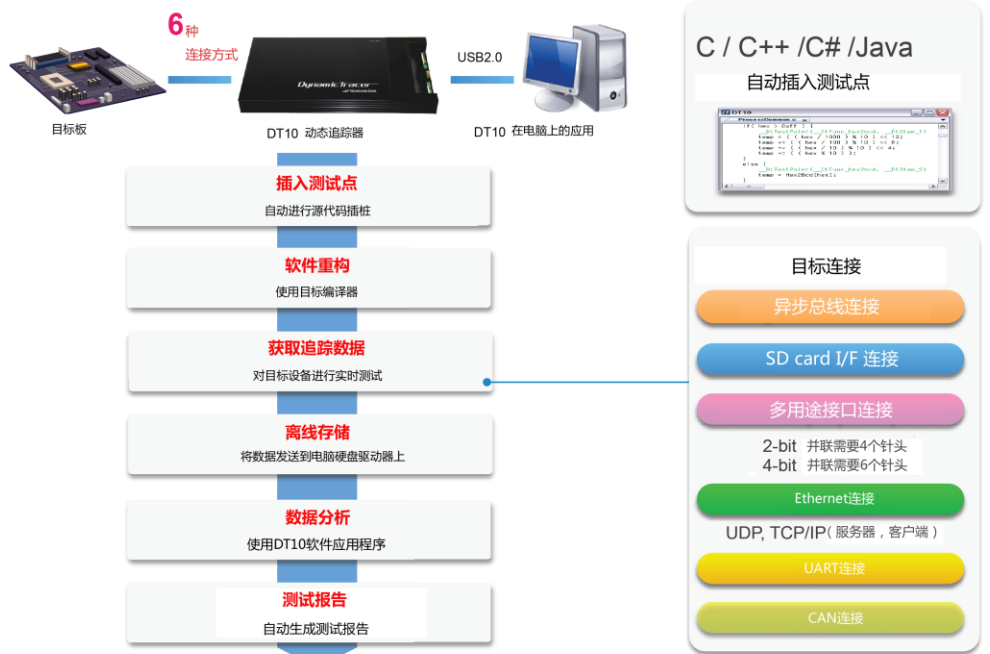 6种
连接方式
USB2.0
DynamicTracer
目标板
DT10 动态追踪器
DT10 在电脑上的应用
插入测试点
自动进行源代码插桩
软件重构
使用目标编译器
获取追踪数据
对目标设备进行实时测试
离线存储
将数据发送到电脑硬盘驱动器上
数据分析
使用DT10软件应用程序
测试报告
自动生成测试报告
C / C++ /C# /Java
自动插入测试点
DT10
ProcessCommon.c
if( hex > 0xff ) {
else {
temp = Hex2Bcd[hex];
}
目标连接
异步总线连接
SD card I/F 连接
多用途接口连接
2-bit 并联需要4个针头
4-bit 并联需要6个针头
Ethernet连接
UDP, TCP/IP( 服务器 , 客户端 )
UART连接
CAN连接